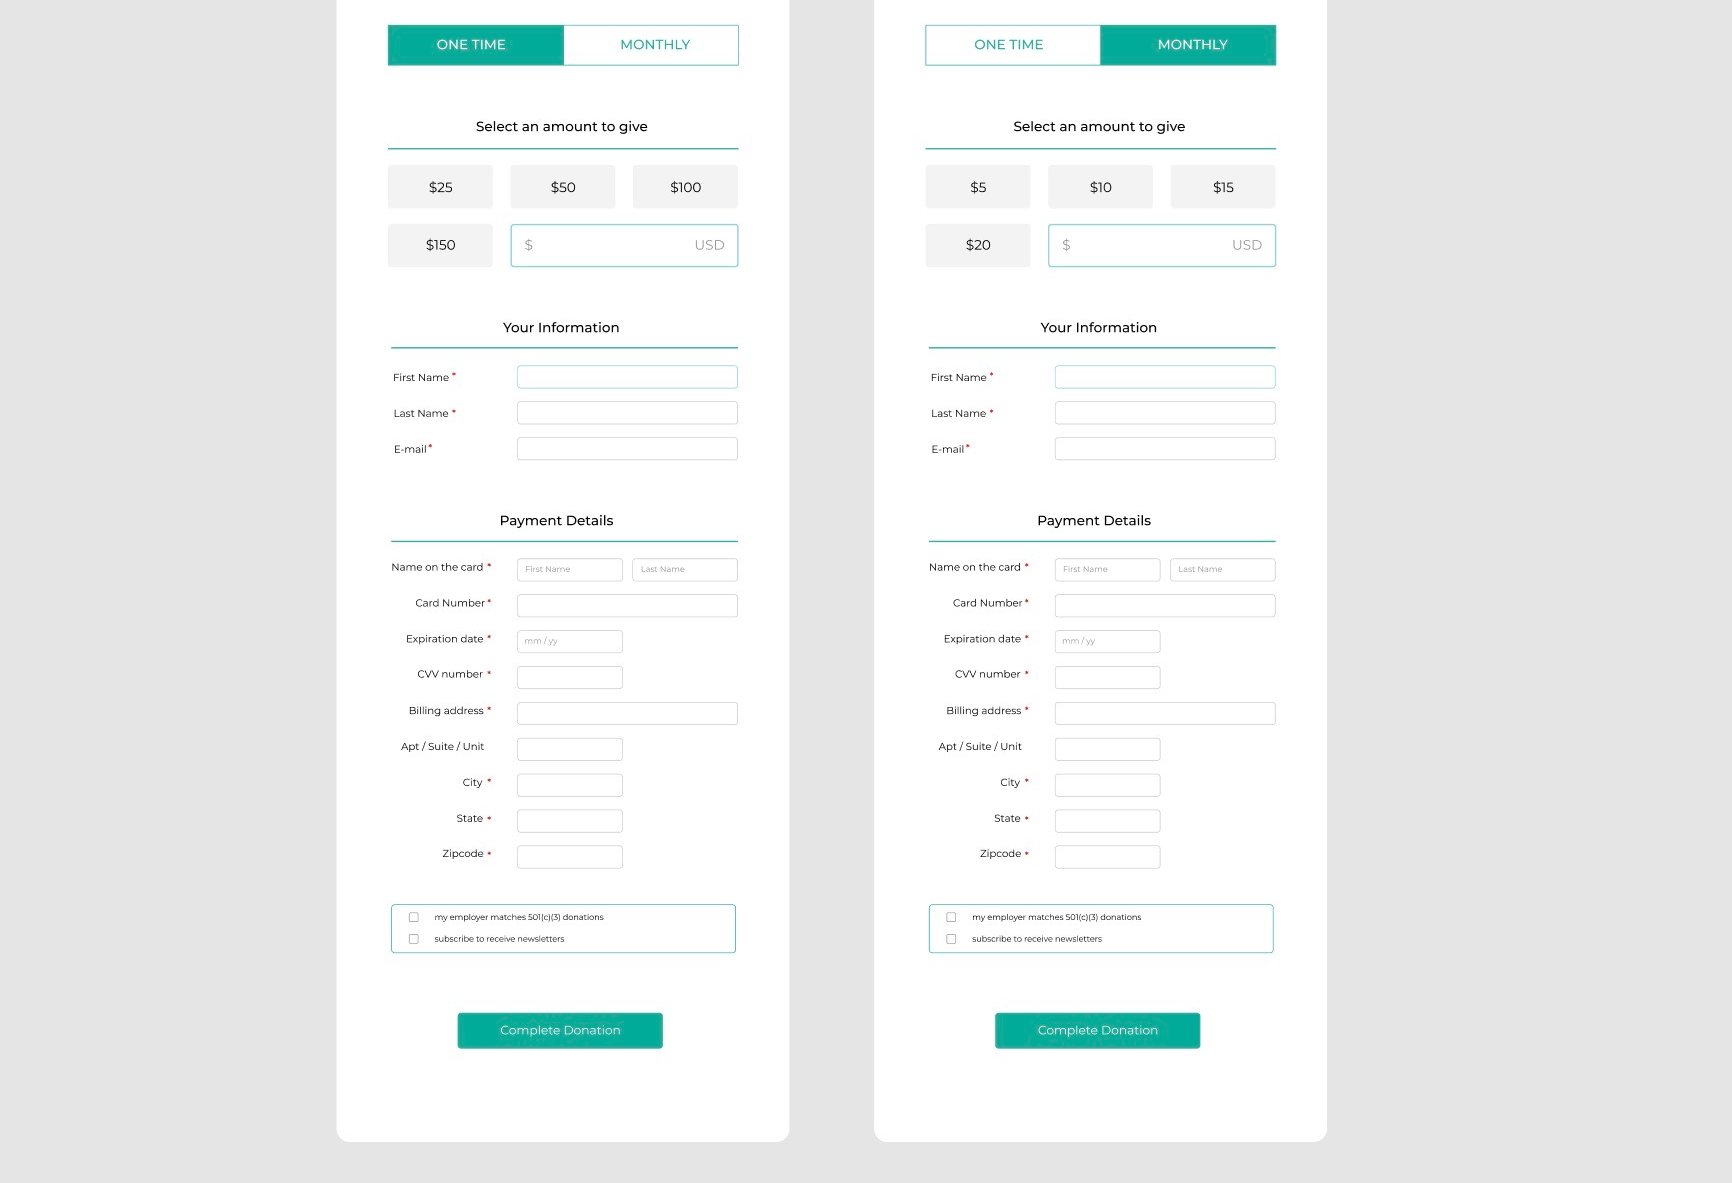 ONE TIME MONTHLY
Select an amount to give
$25 $50 $100
$150 $ USD
Your Information
First Name *
Last Name *
E-mail *
Payment Details
Name on the card * First Name Last Name
Card Number *
Expiration date * mm / yy
CVV number *
Billing address *
Apt / Suite / Unit
City *
State *
Zipcode *
my employer matches 501(c)(3) donations
subscribe to receive newsletters
Complete Donation
ONE TIME MONTHLY
Select an amount to give
$5 $10 $15
$20 $ USD
Your Information
First Name *
Last Name *
E-mail *
Payment Details
Name on the card * First Name Last Name
Card Number *
Expiration date * mm / yy
CVV number *
Billing address *
Apt / Suite / Unit
City *
State *
Zipcode *
my employer matches 501(c)(3) donations
subscribe to receive newsletters
Complete Donation